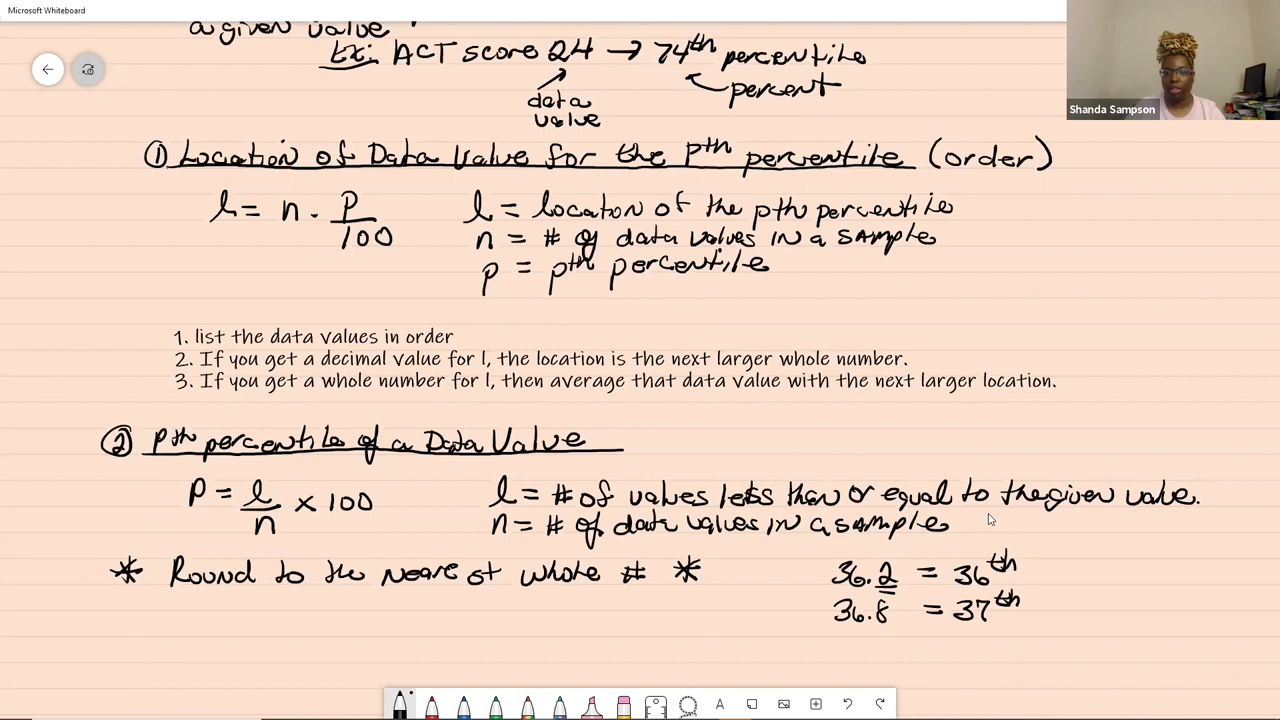 Microsoft Whiteboard
a given value
Ex: ACT score 24 → 74th percentile
data value
percent
Shanda Sampson
① Location of Data Value for the Pth percentile (order)
l = n · P/100
l = location of the pth percentile
n = # of data values in a sample
p = pth percentile
1. list the data values in order
2. If you get a decimal value for l, the location is the next larger whole number.
3. If you get a whole number for l, then average that data value with the next larger location.
② Pth percentile of a Data Value
P = l/n × 100
l = # of values less than or equal to the given value.
n = # of data values in a sample
* Round to the nearest whole # *
36.2 = 36th
36.8 = 37th
A